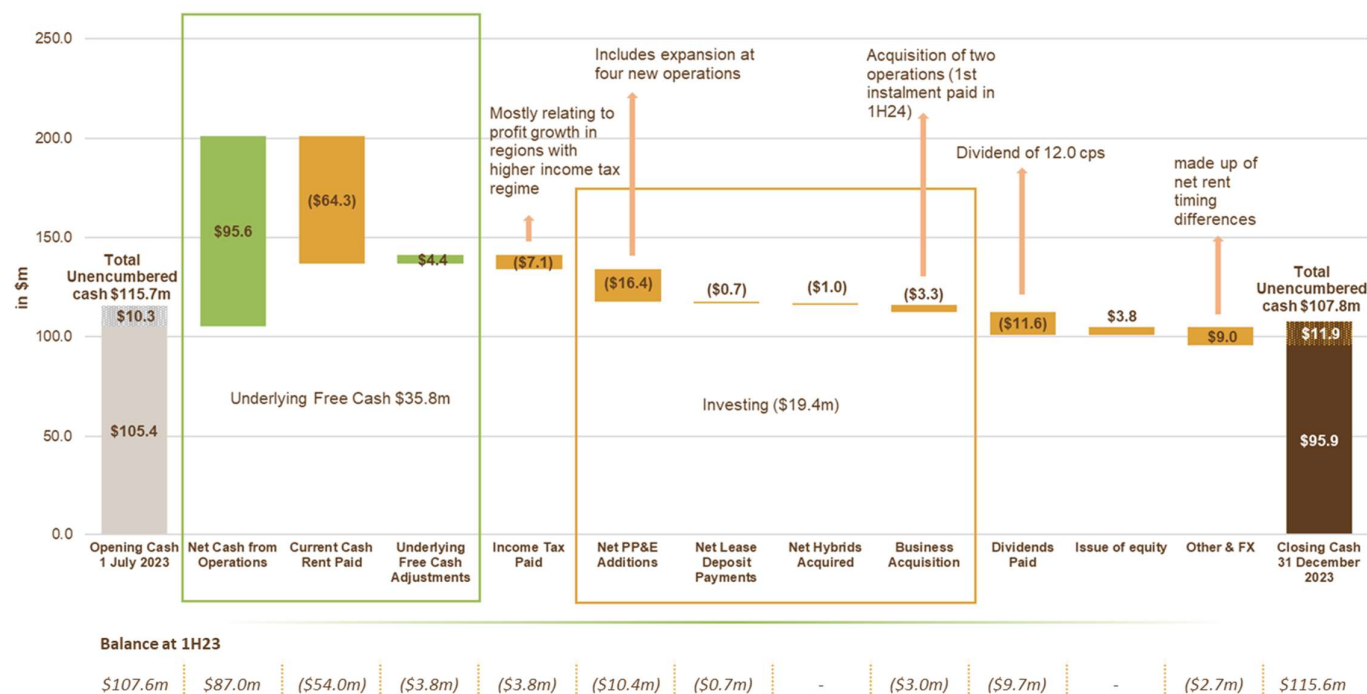 250.0
200.0
150.0
100.0
50.0
0.0
in $m
Total
Unencumbered
cash $115.7m
$10.3
$105.4
$95.6
($64.3)
$4.4
Underlying Free Cash $35.8m
Mostly relating to
profit growth in
regions with
higher income tax
regime
($7.1)
Includes expansion at
four new operations
($16.4)
($0.7)
($1.0)
Acquisition of two
operations (1st
instalment paid in
1H24)
($3.3)
Investing ($19.4m)
Dividend of 12.0 cps
($11.6)
$3.8
made up of
net rent
timing
differences
$9.0
Total
Unencumbered
cash $107.8m
$11.9
$95.9
Opening Cash
1 July 2023
Net Cash from
Operations
Current Cash
Rent Paid
Underlying
Free Cash
Adjustments
Income Tax
Paid
Net PP&E
Additions
Net Lease
Deposit
Payments
Net Hybrids
Acquired
Business
Acquisition
Dividends
Paid
Issue of equity
Other & FX
Closing Cash
31 December
2023
Balance at 1H23
$107.6m $87.0m ($54.0m) ($3.8m) ($3.8m) ($10.4m) ($0.7m) - ($3.0m) ($9.7m) - ($2.7m) $115.6m